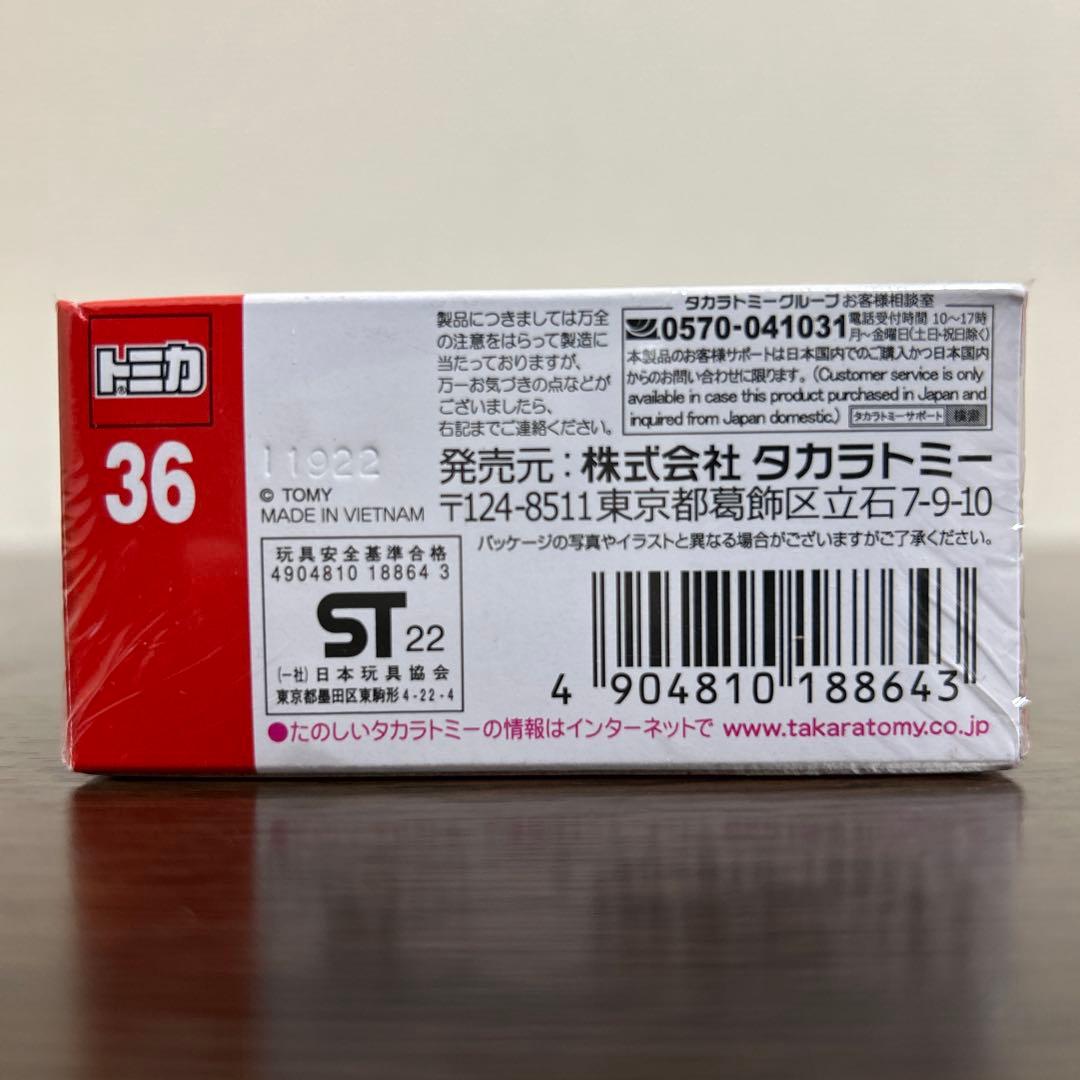 トミカ
36
製品につきましては万全
の注意をはらって製造に
当たっておりますが、
万一お気づきの点などが
ございましたら、
右記までご連絡ください。
タカラトミーグループ お客様相談室
0570-041031 電話受付時間 10〜17時
月〜金曜日(土日・祝日除く)
本製品のお客様サポートは日本国内でのご購入かつ日本国内
からのお問い合わせに限ります。(Customer service is only
available in case this product purchased in Japan and
inquired from Japan domestic.) タカラトミーサポート 検索
11922
© TOMY
MADE IN VIETNAM
発売元:株式会社 タカラトミー
〒124-8511 東京都葛飾区立石7-9-10
パッケージの写真やイラストと異なる場合がございますがご了承ください。
玩具安全基準合格
4904810 18864 3
ST 22
(一社)日本玩具協会
東京都墨田区東駒形4-22-4
4 904810 188643
●たのしいタカラトミーの情報はインターネットで www.takaratomy.co.jp